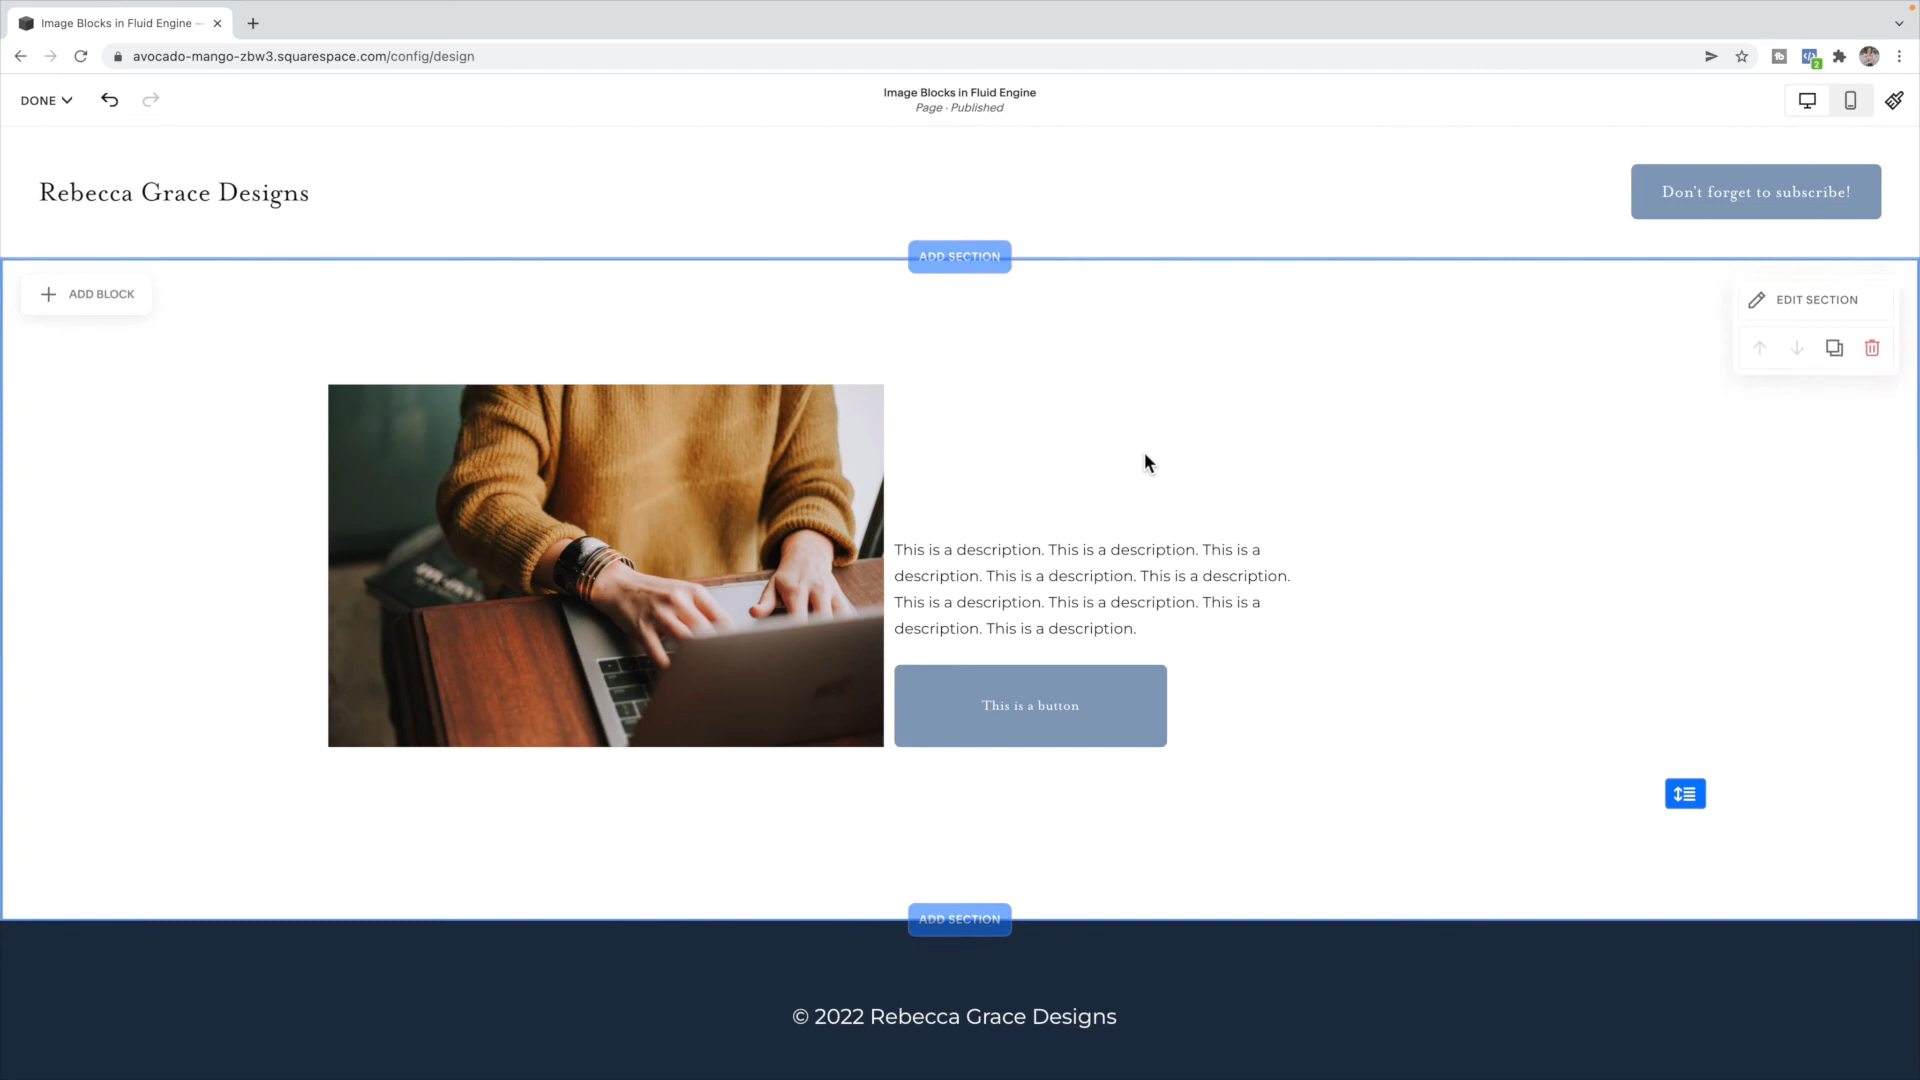 Image Blocks in Fluid Engine —
avocado-mango-zbw3.squarespace.com/config/design
2
DONE
Image Blocks in Fluid Engine
Page · Published
Rebecca Grace Designs
Don't forget to subscribe!
ADD SECTION
ADD BLOCK
EDIT SECTION
This is a description. This is a description. This is a
description. This is a description. This is a description.
This is a description. This is a description. This is a
description. This is a description.
This is a button
ADD SECTION
© 2022 Rebecca Grace Designs